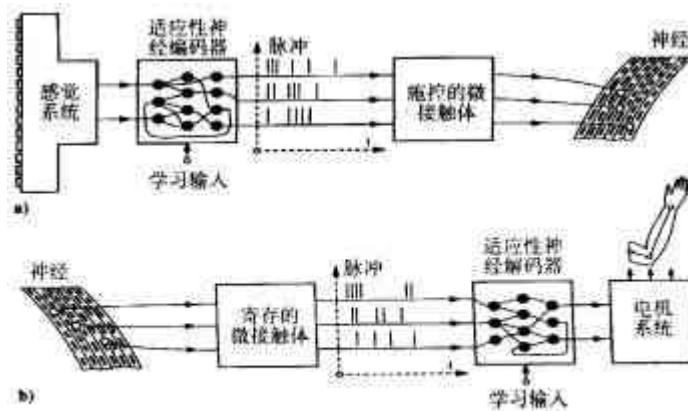 适应性神
经编码器
脉冲
神经
感觉
系统
施控的微
接触体
t
学习输入
a)
神经
脉冲
适应性神
经解码器
寄存的
微接触体
电机
系统
t
学习输入
b)